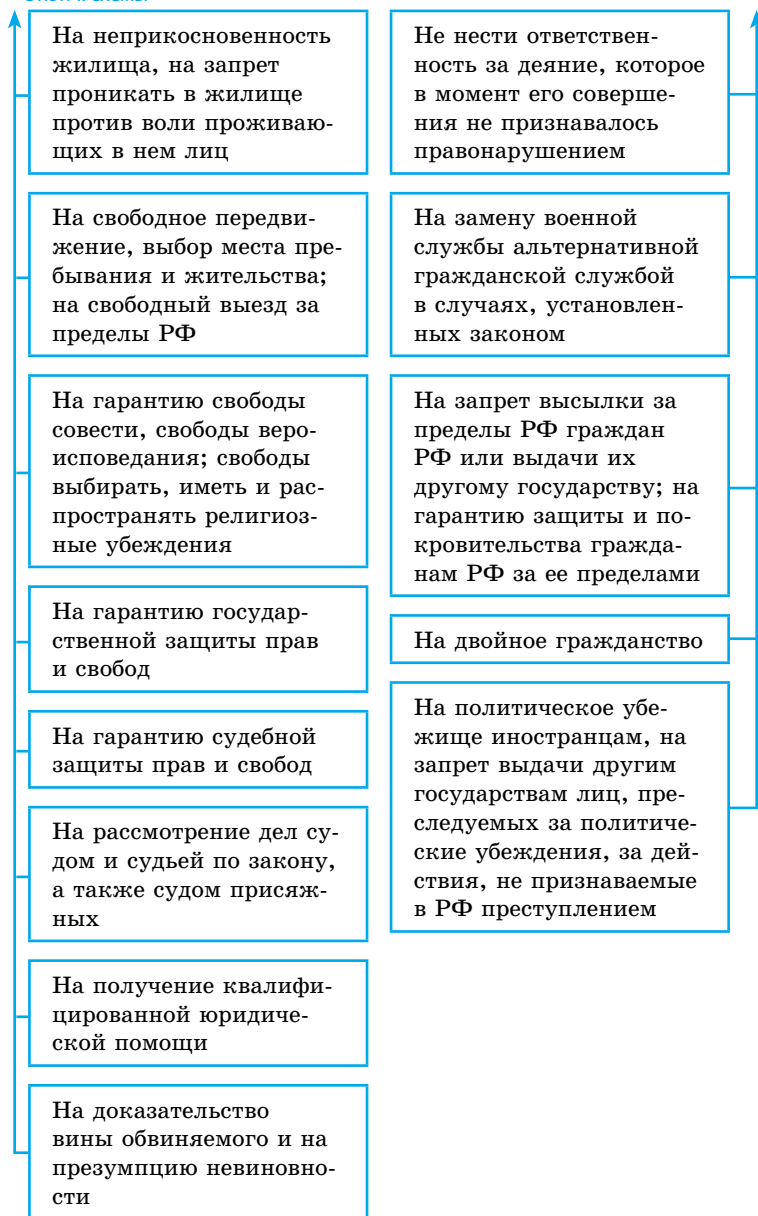 На неприкосновенность
жилища, на запрет
проникать в жилище
против воли проживаю-
щих в нем лиц
На свободное передви-
жение, выбор места пре-
бывания и жительства;
на свободный выезд за
пределы РФ
На гарантию свободы
совести, свободы веро-
исповедания; свободы
выбирать, иметь и рас-
пространять религиоз-
ные убеждения
На гарантию государ-
ственной защиты прав
и свобод
На гарантию судебной
защиты прав и свобод
На рассмотрение дел су-
дом и судьей по закону,
а также судом присяж-
ных
На получение квалифи-
цированной юридиче-
ской помощи
На доказательство
вины обвиняемого и на
презумпцию невиновно-
сти
Не нести ответствен-
ность за деяние, которое
в момент его соверше-
ния не признавалось
правонарушением
На замену военной
службы альтернативной
гражданской службой
в случаях, установлен-
ных законом
На запрет высылки за
пределы РФ граждан
РФ или выдачи их
другому государству; на
гарантию защиты и по-
кровительства гражда-
нам РФ за ее пределами
На двойное гражданство
На политическое убе-
жище иностранцам, на
запрет выдачи другим
государствам лиц, пре-
следуемых за политиче-
ские убеждения, за дей-
ствия, не признаваемые
в РФ преступлением